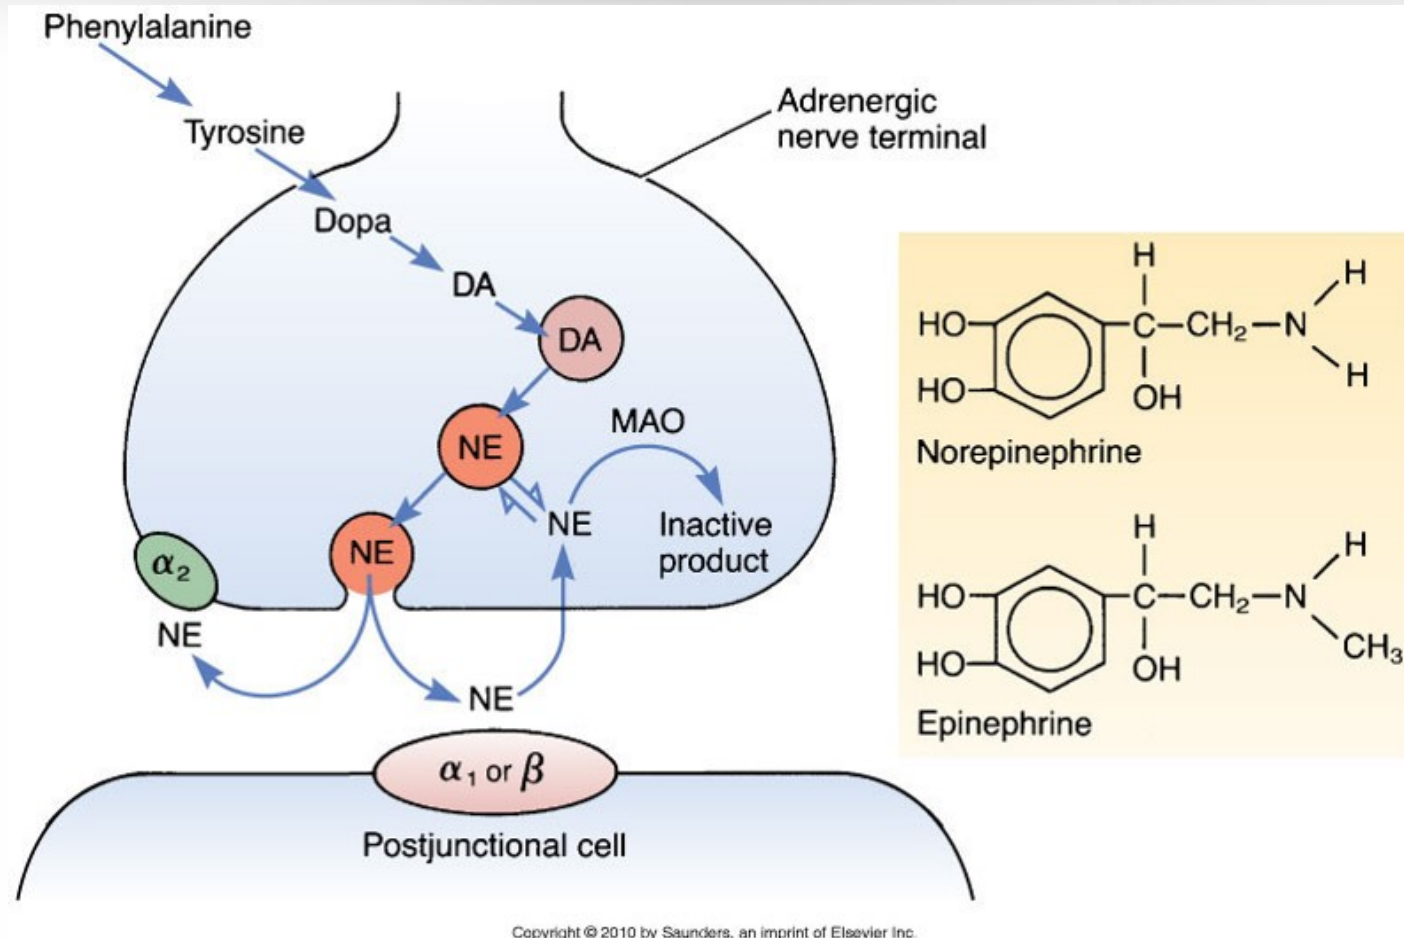 Phenylalanine
Tyrosine
Adrenergic
nerve terminal
Dopa
DA
DA
NE
MAO
NE
NE
Inactive
product
α₂
NE
NE
α₁ or β
Postjunctional cell
H
HO
C
CH₂
N
H
HO
OH
H
Norepinephrine
H
HO
C
CH₂
N
H
HO
OH
CH₃
Epinephrine
Copyright © 2010 by Saunders, an imprint of Elsevier Inc.